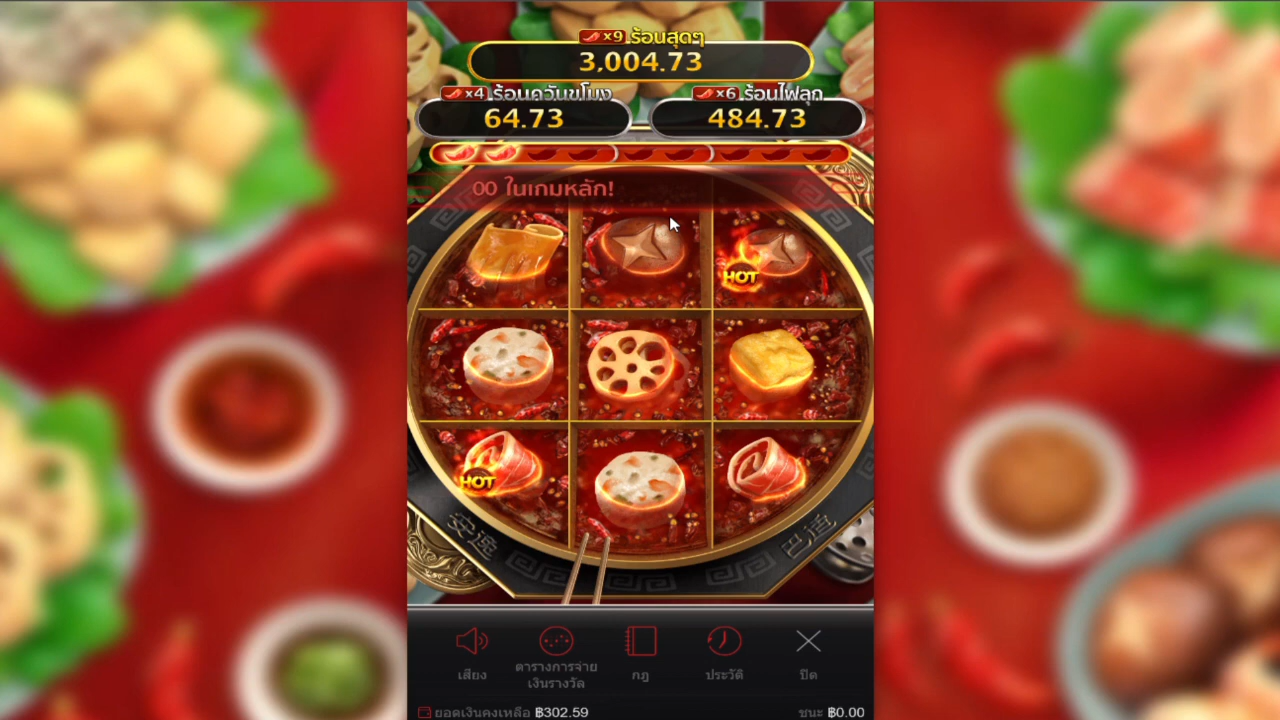 x9 ร้อนสุดๆ
3,004.73
x4 ร้อนควันขโมง
x6 ร้อนไฟลุก
64.73
484.73
00 ในเกมหลัก!
HOT
HOT
安逸
巴适
เสียง
ตารางการจ่าย
เงินรางวัล
กฎ
ประวัติ
ปิด
ยอดเงินคงเหลือ ฿302.59
ชนะ ฿0.00